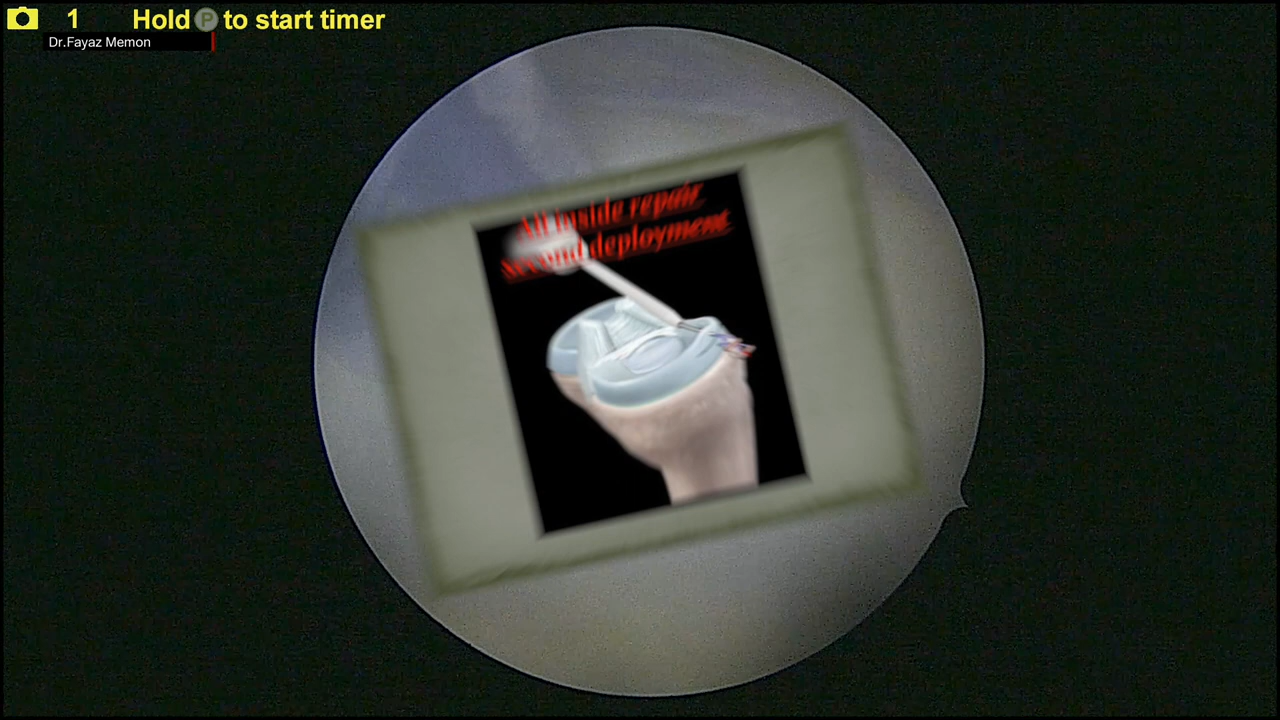 1 Hold P to start timer
Dr.Fayaz Memon
All inside repair
second deployment